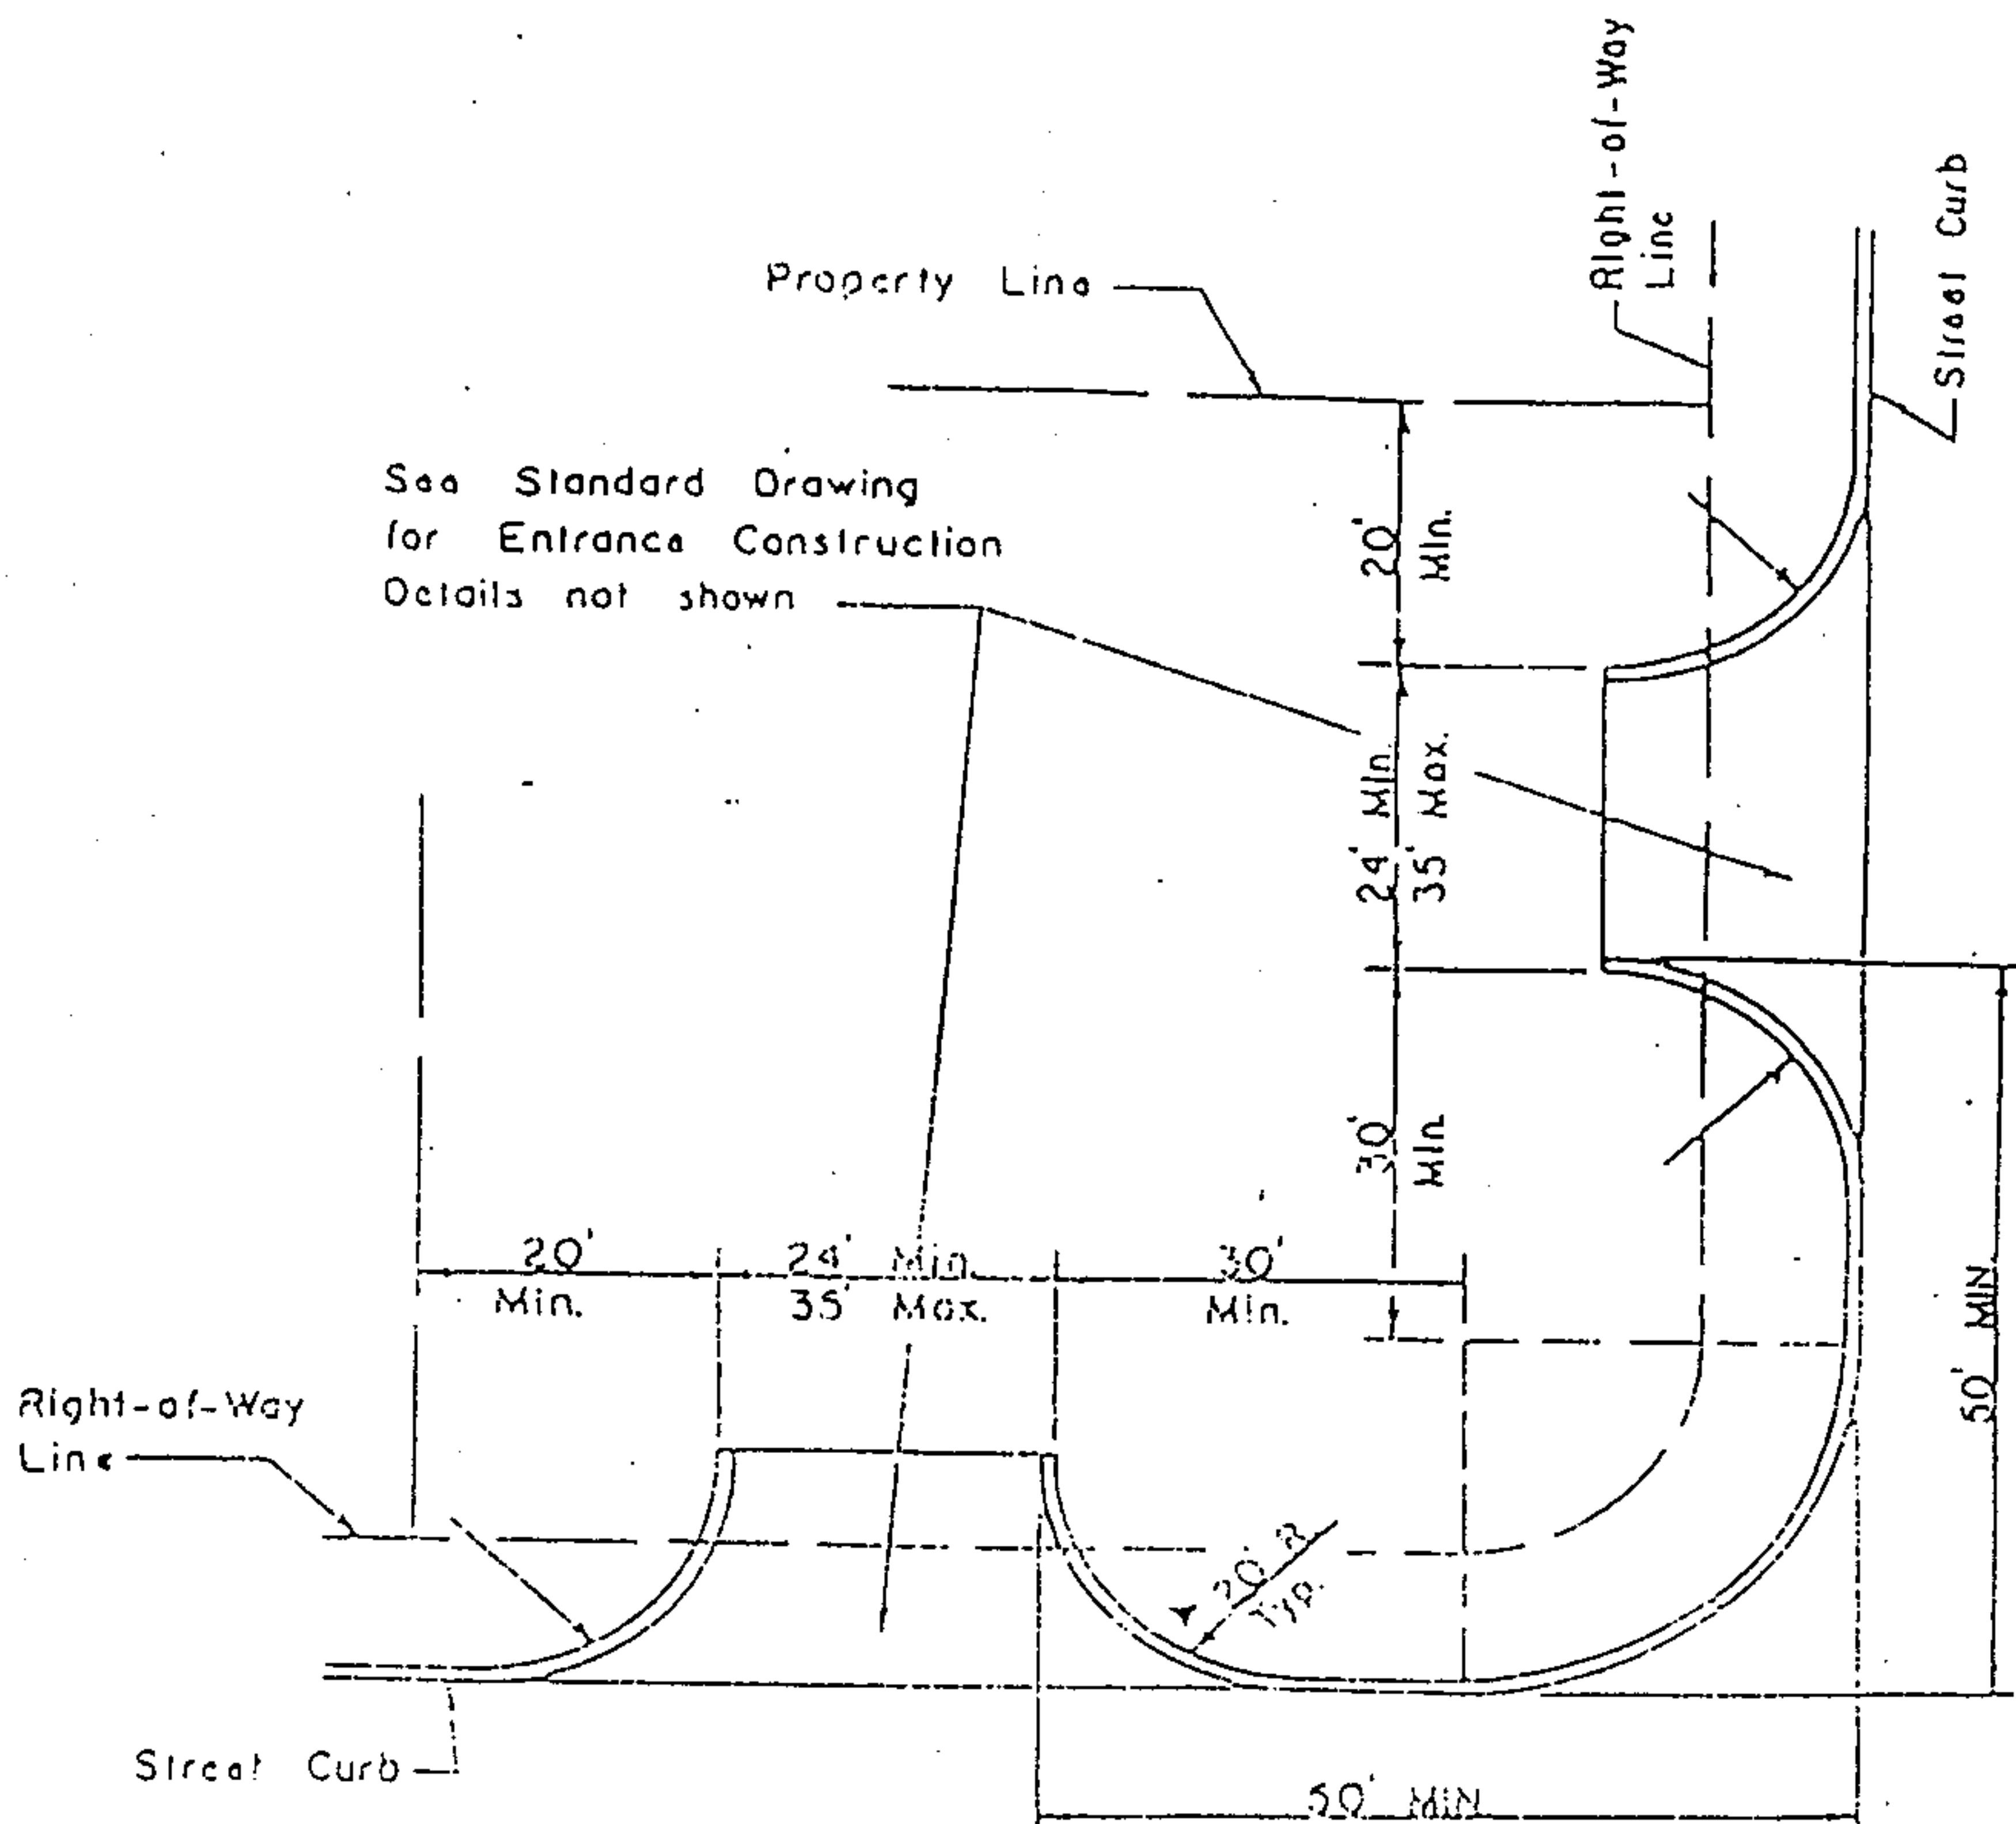 Right-of-Way
Line
Street Curb
Property Line
See Standard Drawing
for Entrance Construction
Details not shown
20'
Min.
24' Min.
35' Max.
30'
Min.
20'
Min.
24' Min.
35' Max.
30'
Min.
50' MIN.
Right-of-Way
Line
20' R
Typ.
Street Curb
50' MIN